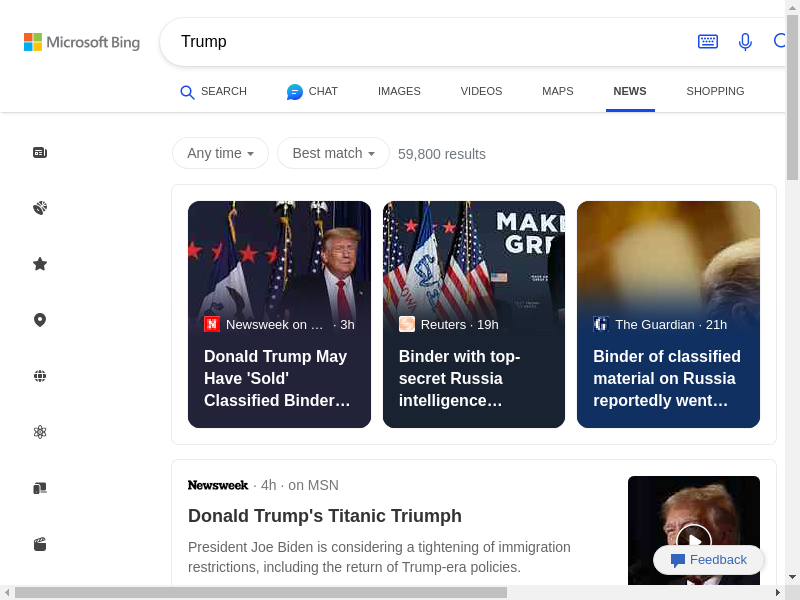 Microsoft Bing
Trump
SEARCH
CHAT
IMAGES
VIDEOS
MAPS
NEWS
SHOPPING
Any time
Best match
59,800 results
MAKE
GRE
IOWA
Newsweek on … · 3h
Donald Trump May
Have 'Sold'
Classified Binder…
Reuters · 19h
Binder with top-
secret Russia
intelligence…
The Guardian · 21h
Binder of classified
material on Russia
reportedly went…
Newsweek · 4h · on MSN
Donald Trump's Titanic Triumph
President Joe Biden is considering a tightening of immigration
restrictions, including the return of Trump-era policies.
Feedback